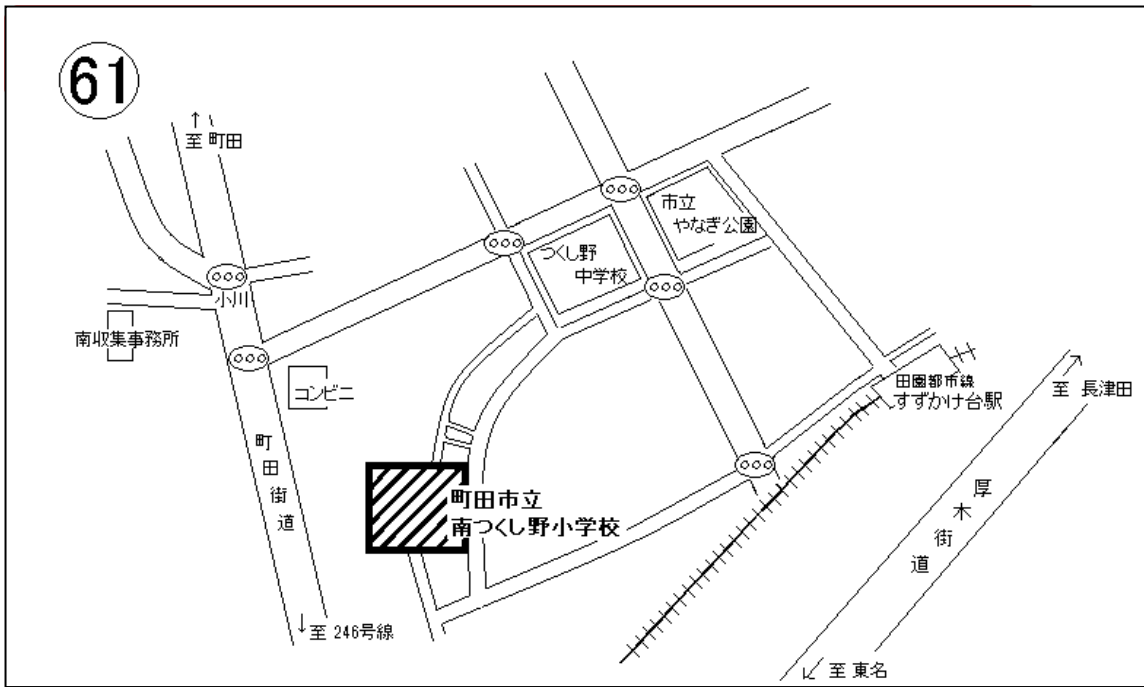 61
↑
至 町田
市立
やなぎ公園
つくし野
中学校
小川
南収集事務所
コンビニ
田園都市線
すずかけ台駅
至 長津田
町田街道
厚木街道
町田市立
南つくし野小学校
↓至 246号線
至 東名